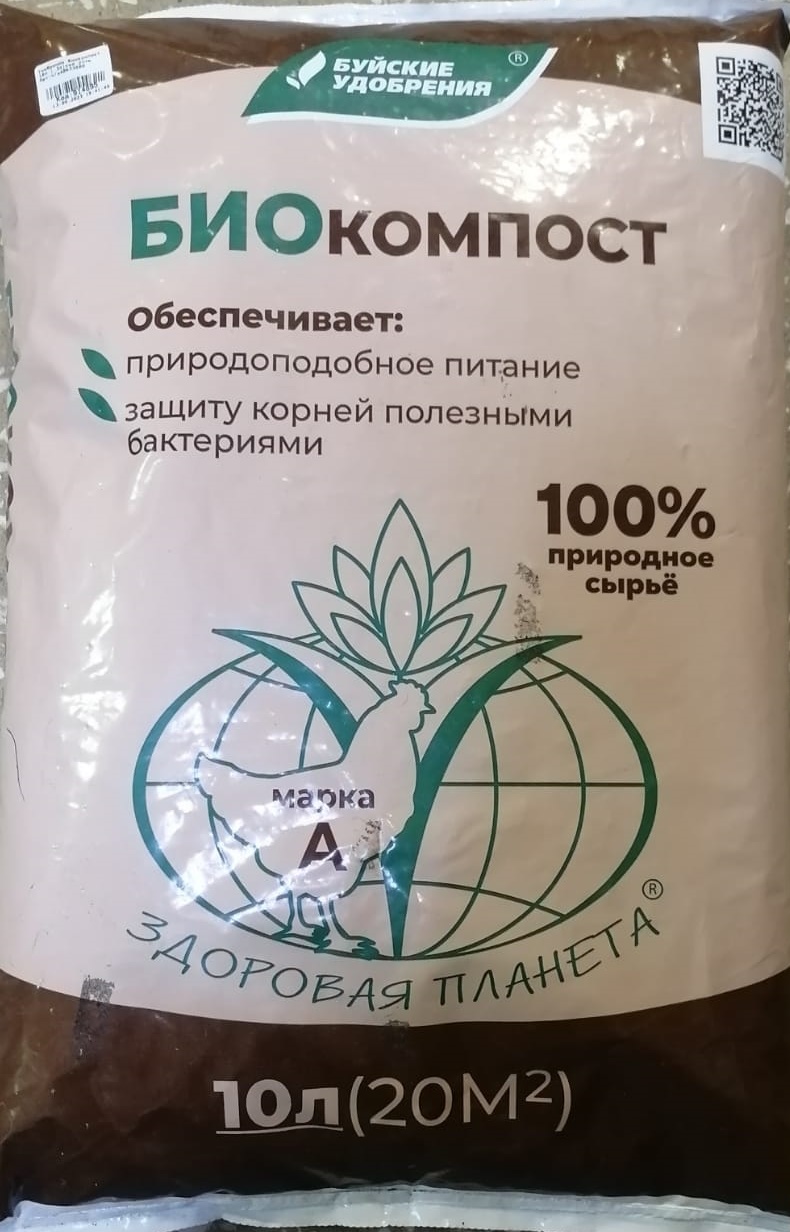 БУЙСКИЕ
УДОБРЕНИЯ ®
БИОКОМПОСТ
Обеспечивает:
природоподобное питание
защиту корней полезными
бактериями
100%
природное
сырьё
марка
А
ЗДОРОВАЯ ПЛАНЕТА ®
10л(20М²)